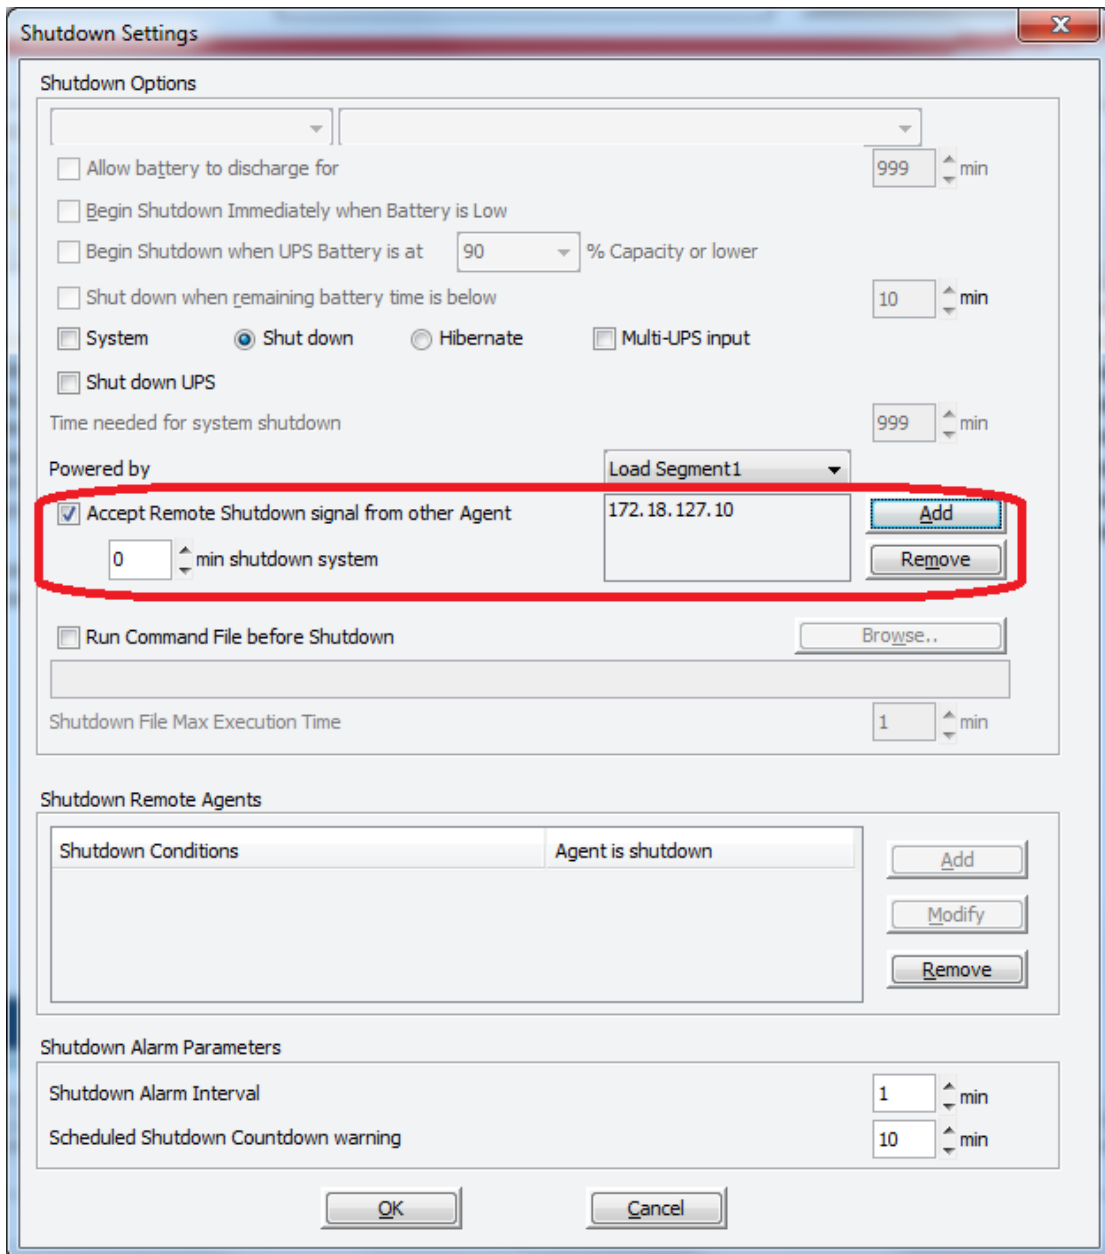 Shutdown Settings
Shutdown Options
Allow battery to discharge for 999 min
Begin Shutdown Immediately when Battery is Low
Begin Shutdown when UPS Battery is at 90 % Capacity or lower
Shut down when remaining battery time is below 10 min
System Shut down Hibernate Multi-UPS input
Shut down UPS
Time needed for system shutdown 999 min
Powered by Load Segment1
Accept Remote Shutdown signal from other Agent 172.18.127.10 Add
0 min shutdown system Remove
Run Command File before Shutdown Browse..
Shutdown File Max Execution Time 1 min
Shutdown Remote Agents
Shutdown Conditions Agent is shutdown
Add
Modify
Remove
Shutdown Alarm Parameters
Shutdown Alarm Interval 1 min
Scheduled Shutdown Countdown warning 10 min
OK Cancel